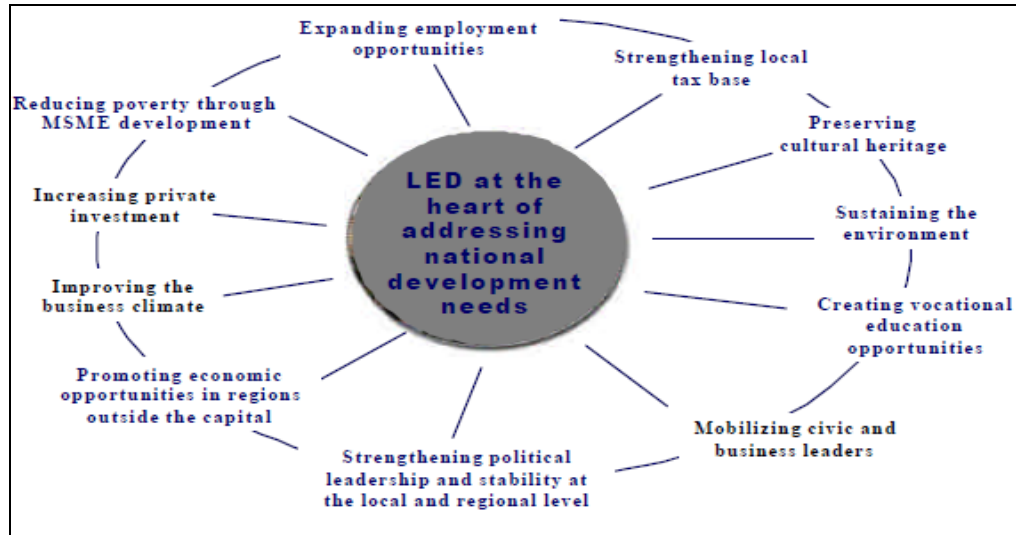 LED at the
heart of
addressing
national
development
needs
Expanding employment
opportunities
Strengthening local
tax base
Preserving
cultural heritage
Sustaining the
environment
Creating vocational
education
opportunities
Mobilizing civic and
business leaders
Strengthening political
leadership and stability at
the local and regional level
Promoting economic
opportunities in regions
outside the capital
Improving the
business climate
Increasing private
investment
Reducing poverty through
MSME development